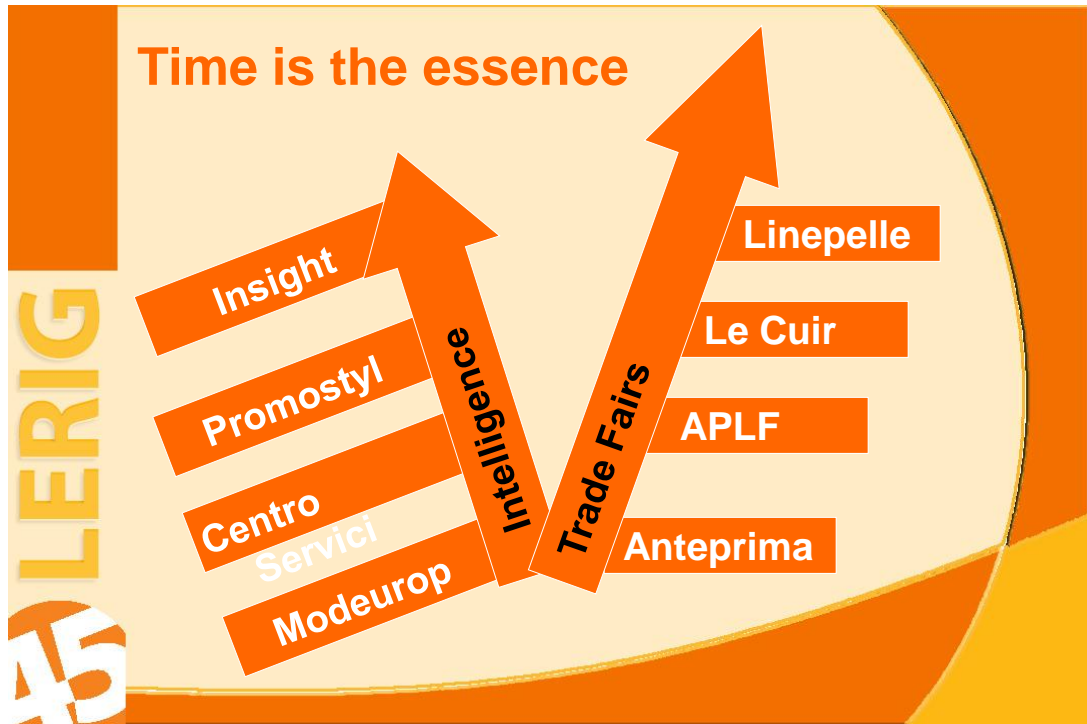 Time is the essence
Insight
Promostyl
Centro
Servici
Modeurop
Intelligence
Trade Fairs
Linepelle
Le Cuir
APLF
Anteprima
LERIG
45